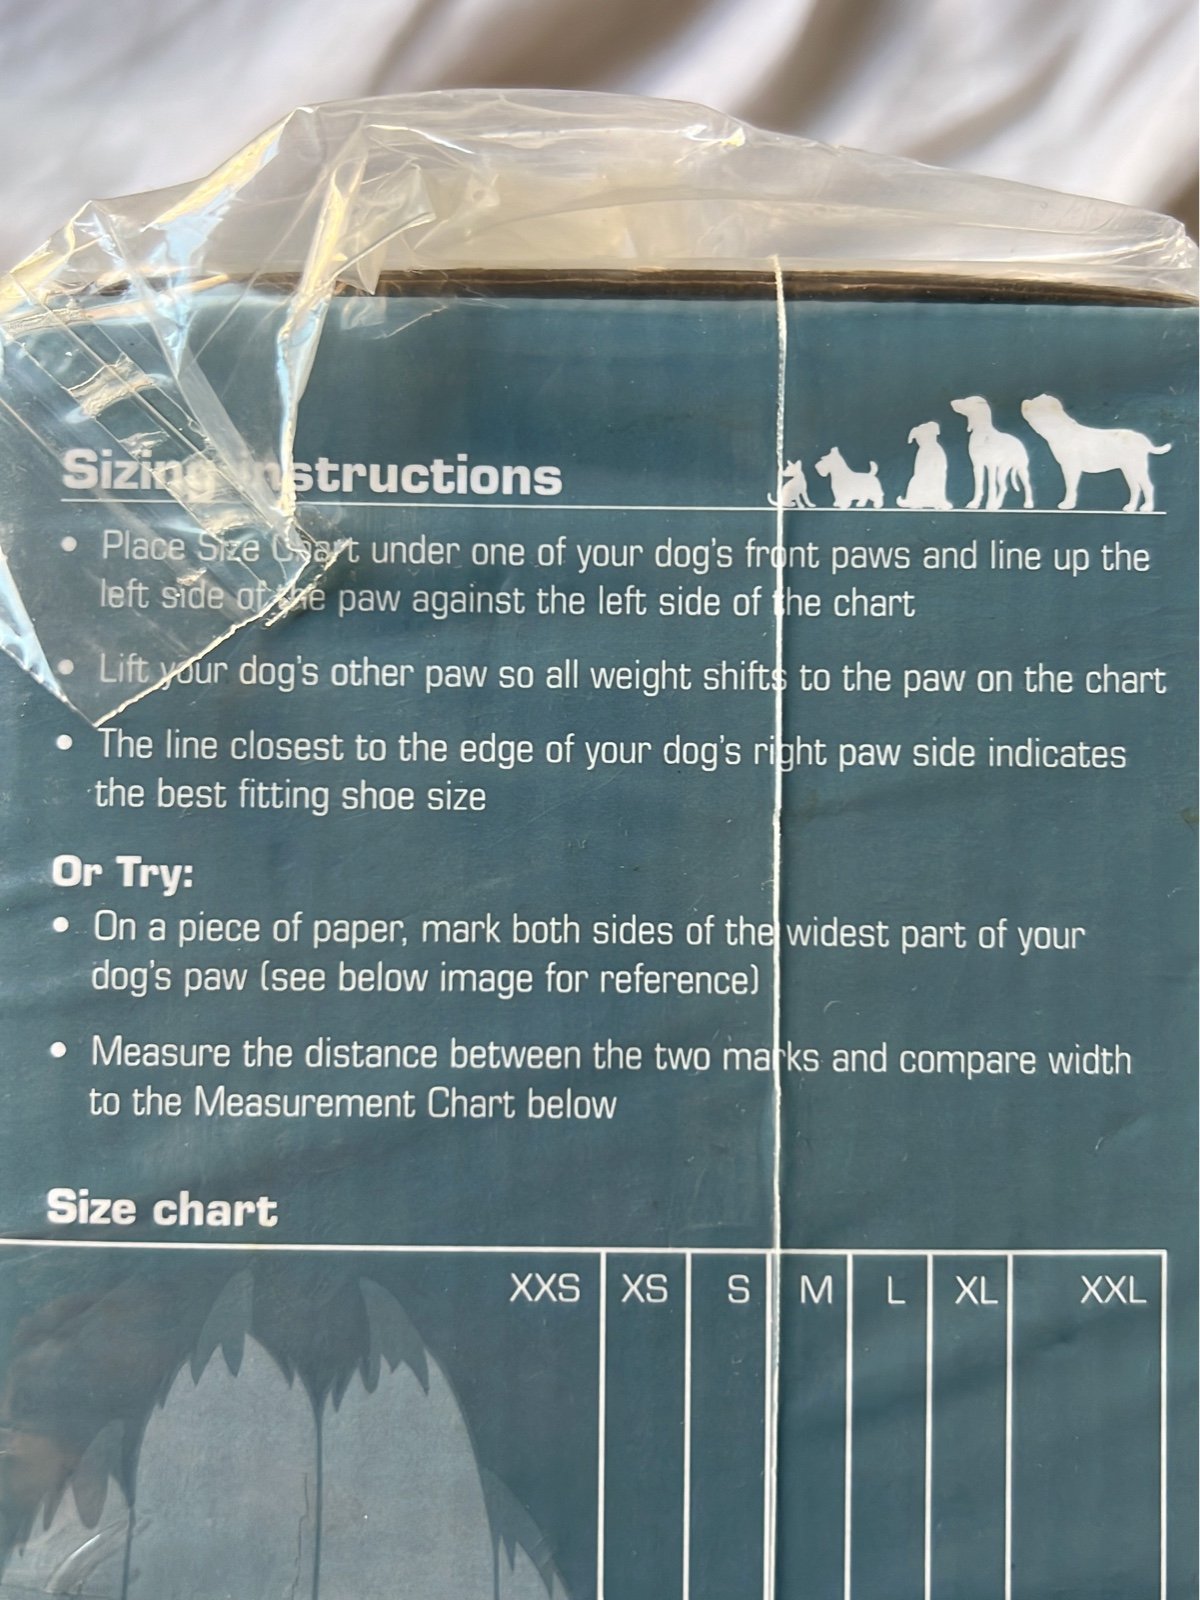 Sizing instructions
• Place Size Chart under one of your dog's front paws and line up the
left side of the paw against the left side of the chart
• Lift your dog's other paw so all weight shifts to the paw on the chart
• The line closest to the edge of your dog's right paw side indicates
the best fitting shoe size
Or Try:
• On a piece of paper, mark both sides of the widest part of your
dog's paw (see below image for reference)
• Measure the distance between the two marks and compare width
to the Measurement Chart below
Size chart
XXS XS S M L XL XXL